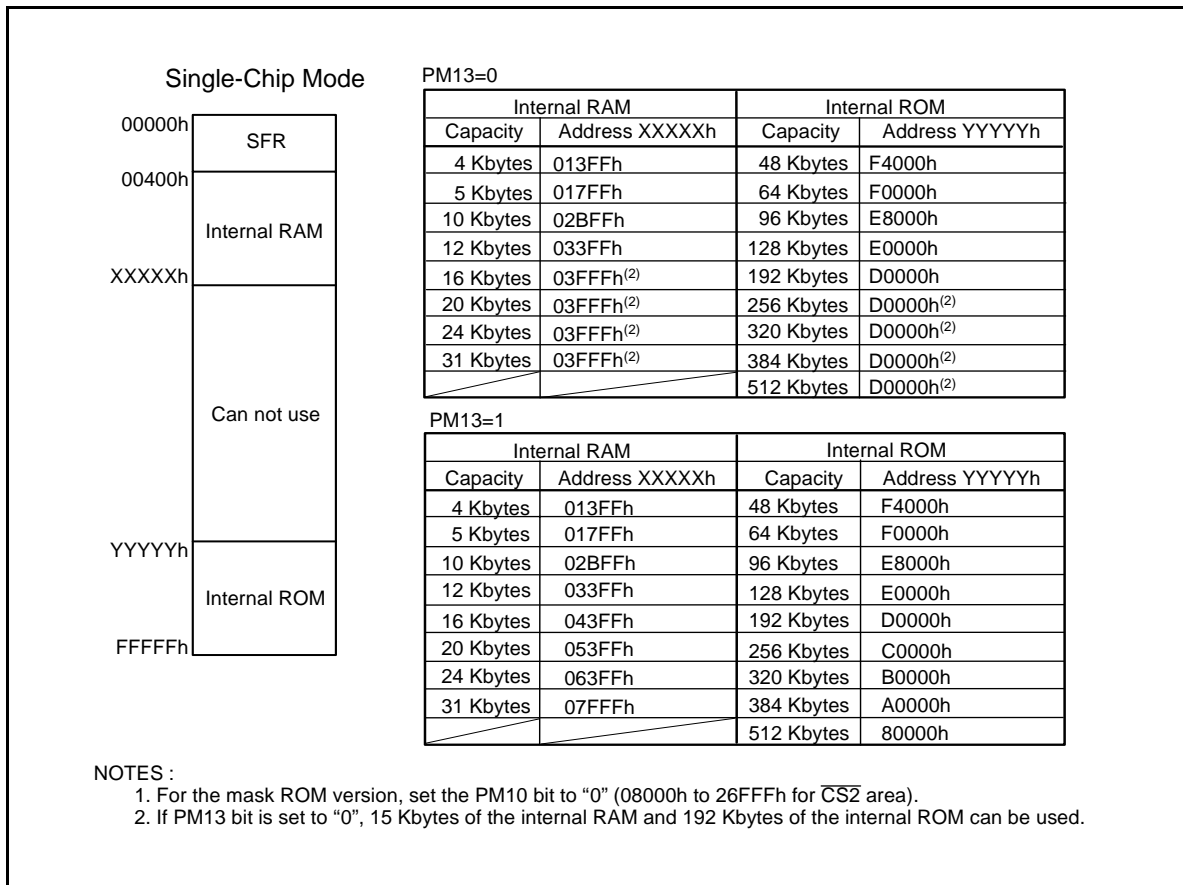 Single-Chip Mode
00000h
SFR
00400h
Internal RAM
XXXXXh
Can not use
YYYYYh
Internal ROM
FFFFFh
PM13=0
Internal RAM Internal ROM
Capacity Address XXXXXh Capacity Address YYYYYh
4 Kbytes 013FFh 48 Kbytes F4000h
5 Kbytes 017FFh 64 Kbytes F0000h
10 Kbytes 02BFFh 96 Kbytes E8000h
12 Kbytes 033FFh 128 Kbytes E0000h
16 Kbytes 03FFFh(2) 192 Kbytes D0000h
20 Kbytes 03FFFh(2) 256 Kbytes D0000h(2)
24 Kbytes 03FFFh(2) 320 Kbytes D0000h(2)
31 Kbytes 03FFFh(2) 384 Kbytes D0000h(2)
512 Kbytes D0000h(2)
PM13=1
Internal RAM Internal ROM
Capacity Address XXXXXh Capacity Address YYYYYh
4 Kbytes 013FFh 48 Kbytes F4000h
5 Kbytes 017FFh 64 Kbytes F0000h
10 Kbytes 02BFFh 96 Kbytes E8000h
12 Kbytes 033FFh 128 Kbytes E0000h
16 Kbytes 043FFh 192 Kbytes D0000h
20 Kbytes 053FFh 256 Kbytes C0000h
24 Kbytes 063FFh 320 Kbytes B0000h
31 Kbytes 07FFFh 384 Kbytes A0000h
512 Kbytes 80000h
NOTES :
1. For the mask ROM version, set the PM10 bit to “0” (08000h to 26FFFh for C̅S̅2̅ area).
2. If PM13 bit is set to “0”, 15 Kbytes of the internal RAM and 192 Kbytes of the internal ROM can be used.